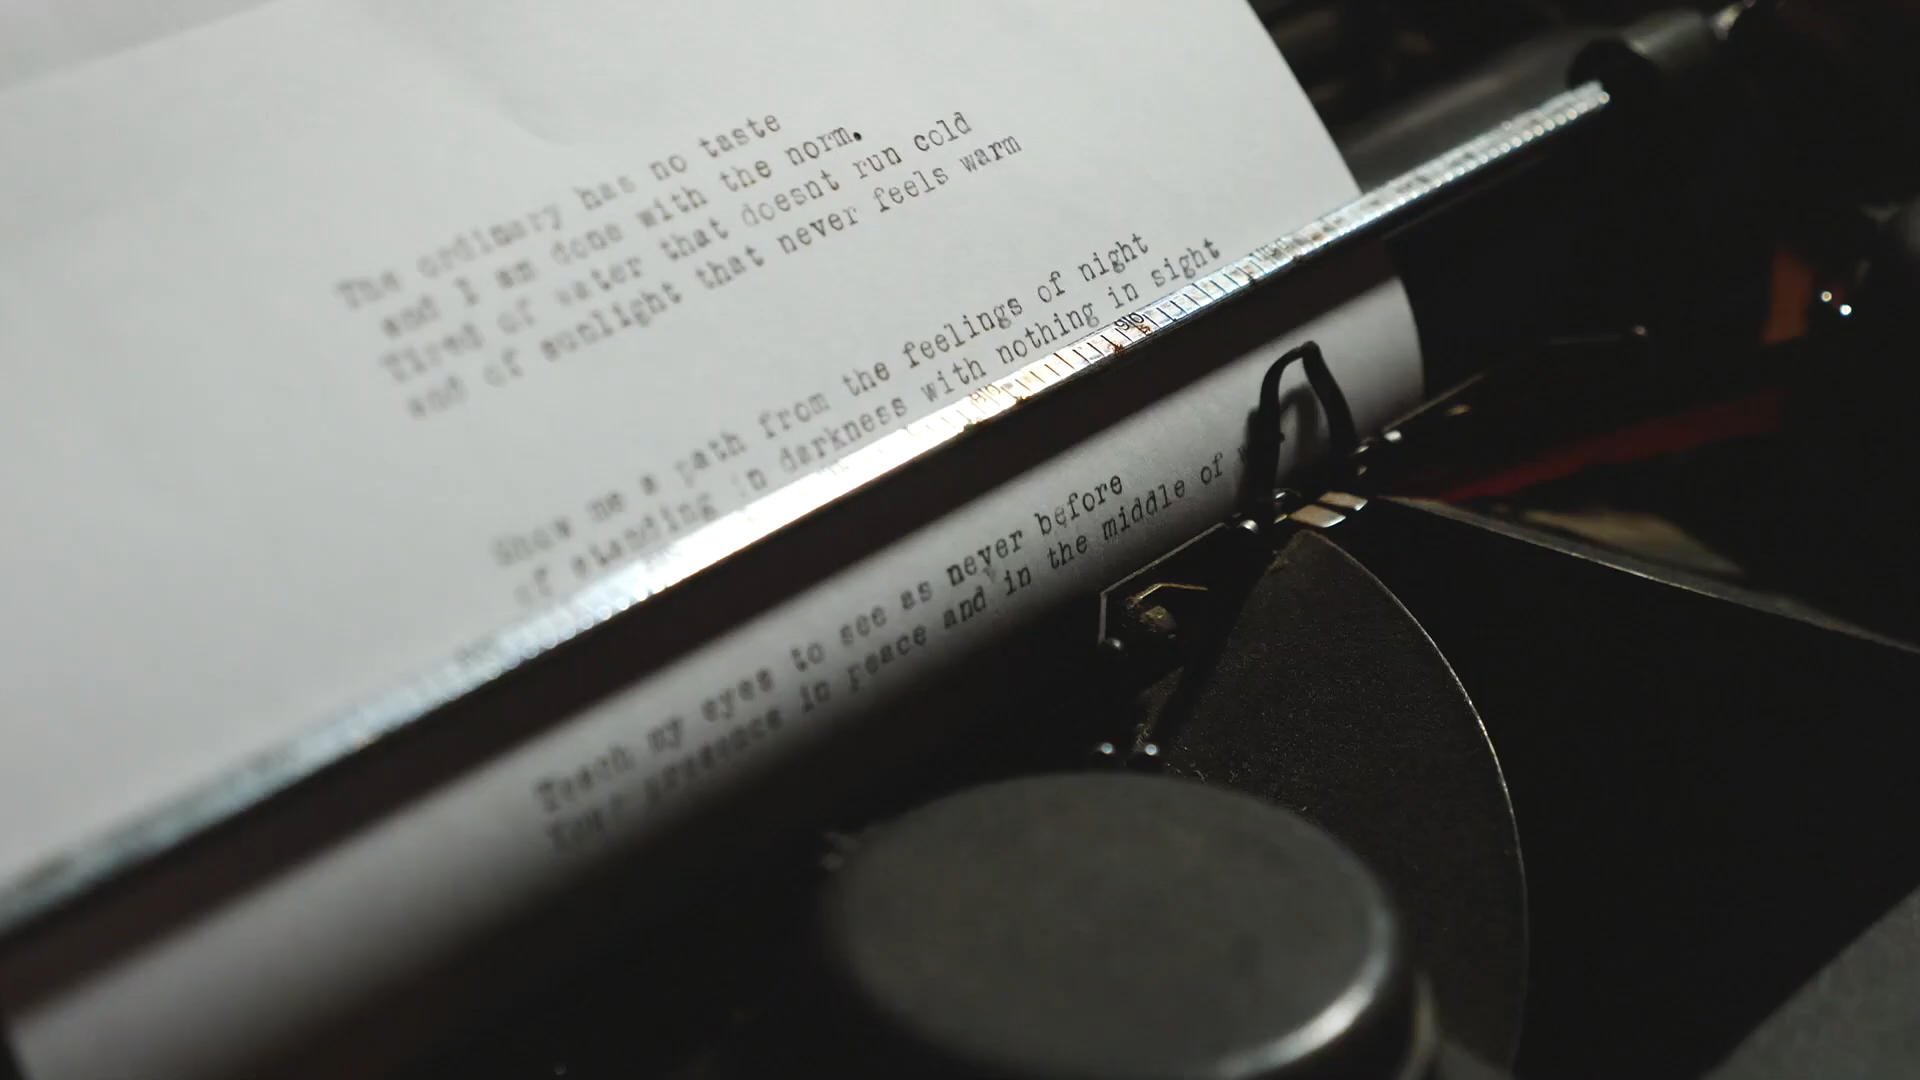 The ordinary has no taste
and I am done with the norm.
Tired of water that doesnt run cold
and of sunlight that never feels warm
Show me a path from the feelings of night
of standing in darkness with nothing in sight
90
80
Teach my eyes to see as never before
Your presence in peace and in the middle of